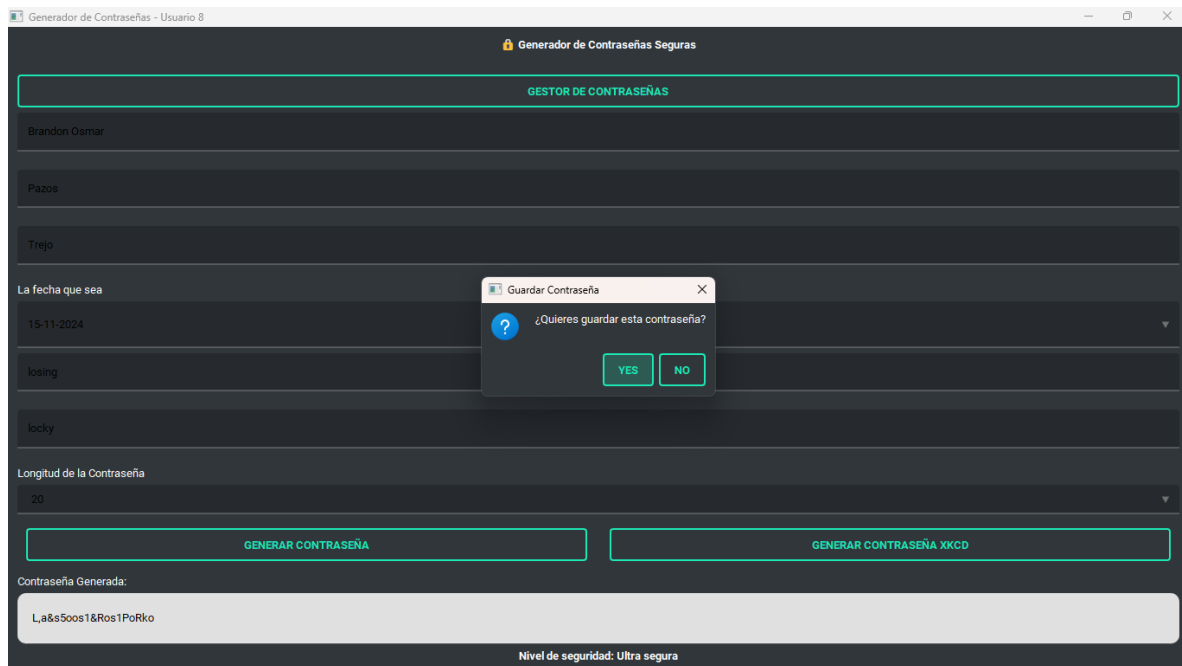 Generador de Contraseñas - Usuario 8
Generador de Contraseñas Seguras
GESTOR DE CONTRASEÑAS
Brandon Osmar
Pazos
Trejo
La fecha que sea
15-11-2024
losing
locky
Guardar Contraseña
¿Quieres guardar esta contraseña?
YES NO
Longitud de la Contraseña
20
GENERAR CONTRASEÑA GENERAR CONTRASEÑA XKCD
Contraseña Generada:
L,a&s5oos1&Ros1PoRko
Nivel de seguridad: Ultra segura